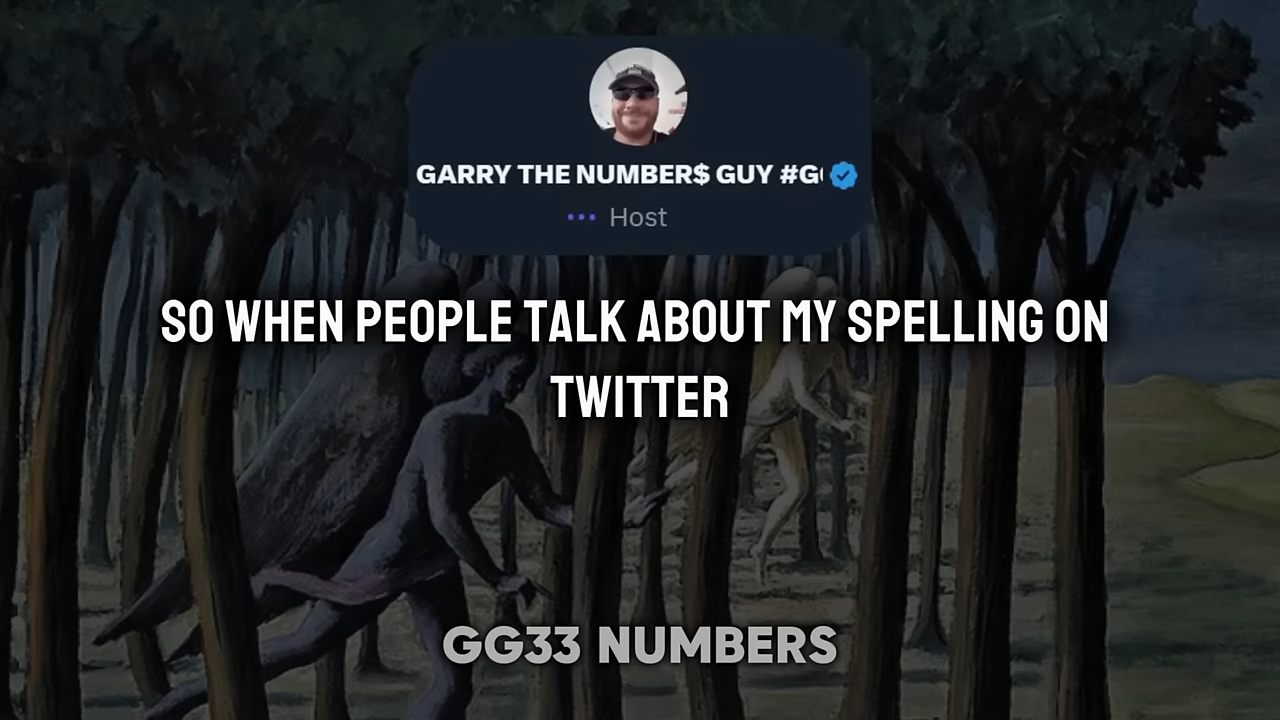 GARRY THE NUMBER$ GUY #G
Host
SO WHEN PEOPLE TALK ABOUT MY SPELLING ON
TWITTER
GG33 NUMBERS